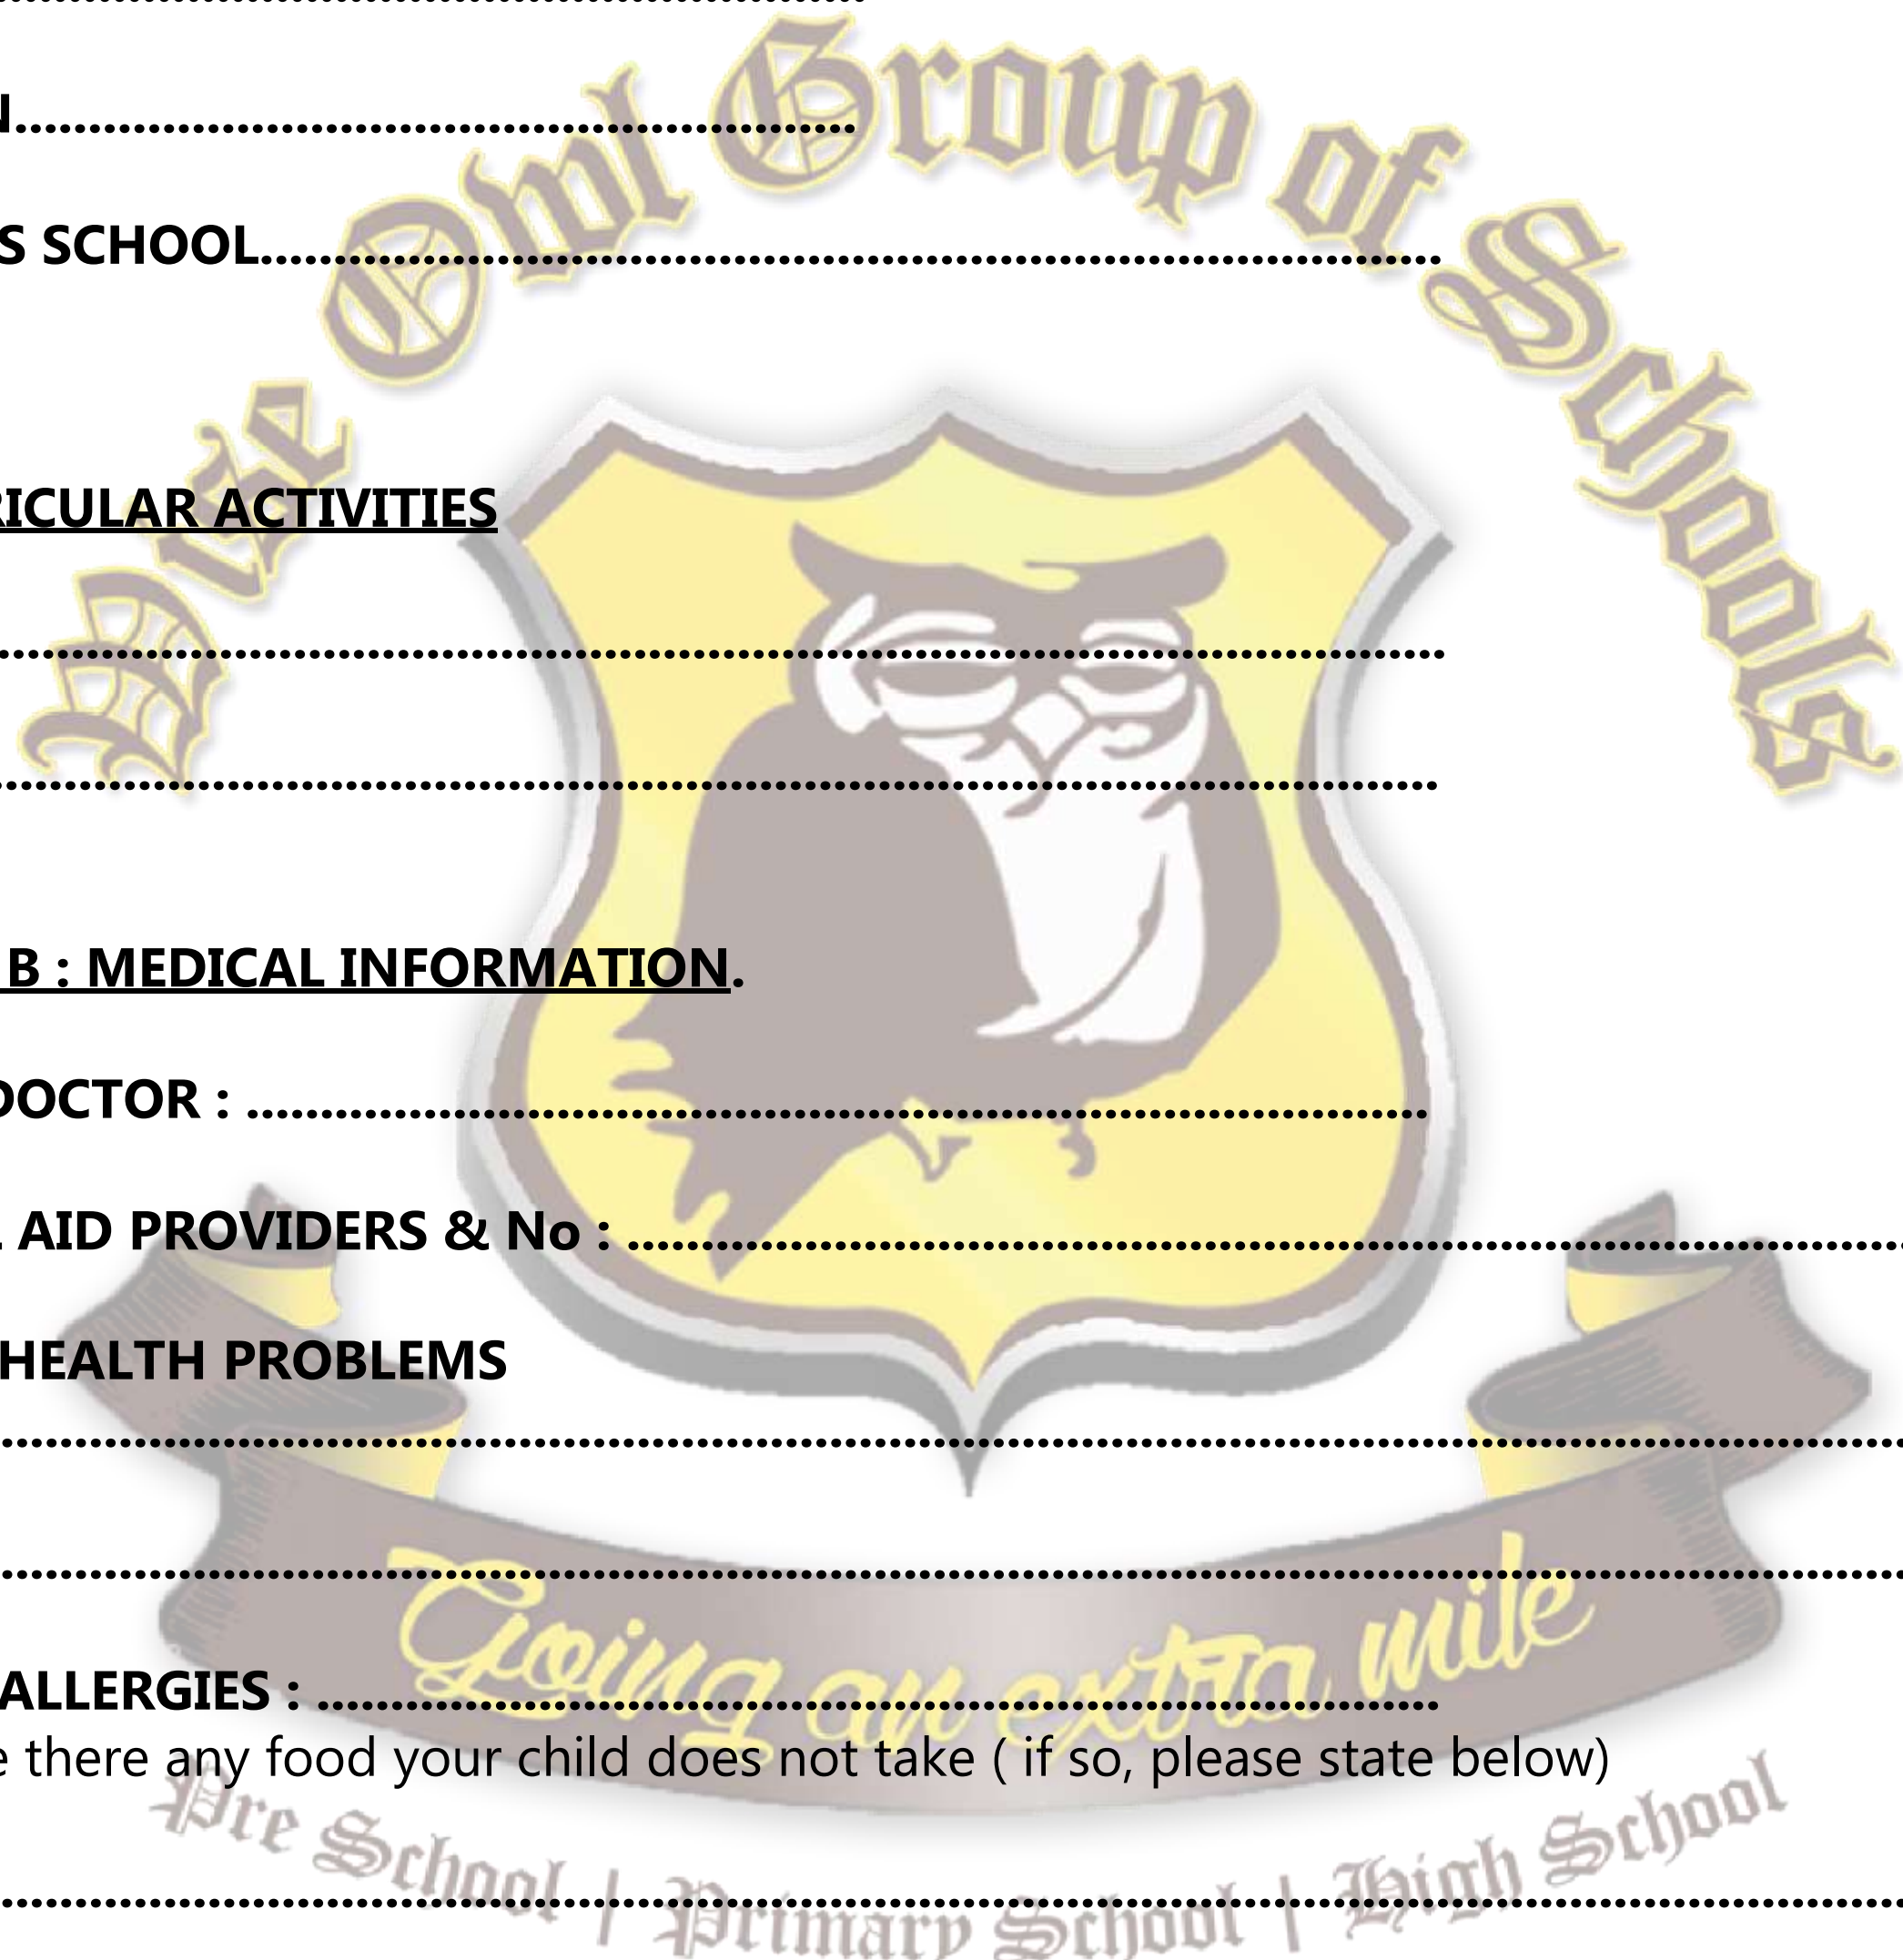 Wise Owl Group of Schools
N..........................................................
S SCHOOL.................................................................................
RICULAR ACTIVITIES
...................................................................................................
...................................................................................................
B : MEDICAL INFORMATION.
DOCTOR : .................................................................................
L AID PROVIDERS & No : .......................................................................................
HEALTH PROBLEMS
..................................................................................................................................
..................................................................................................................................
Going an extra mile
ALLERGIES : .............................................................................
e there any food your child does not take ( if so, please state below)
Pre School | Primary School | High School
..................................................................................................................................